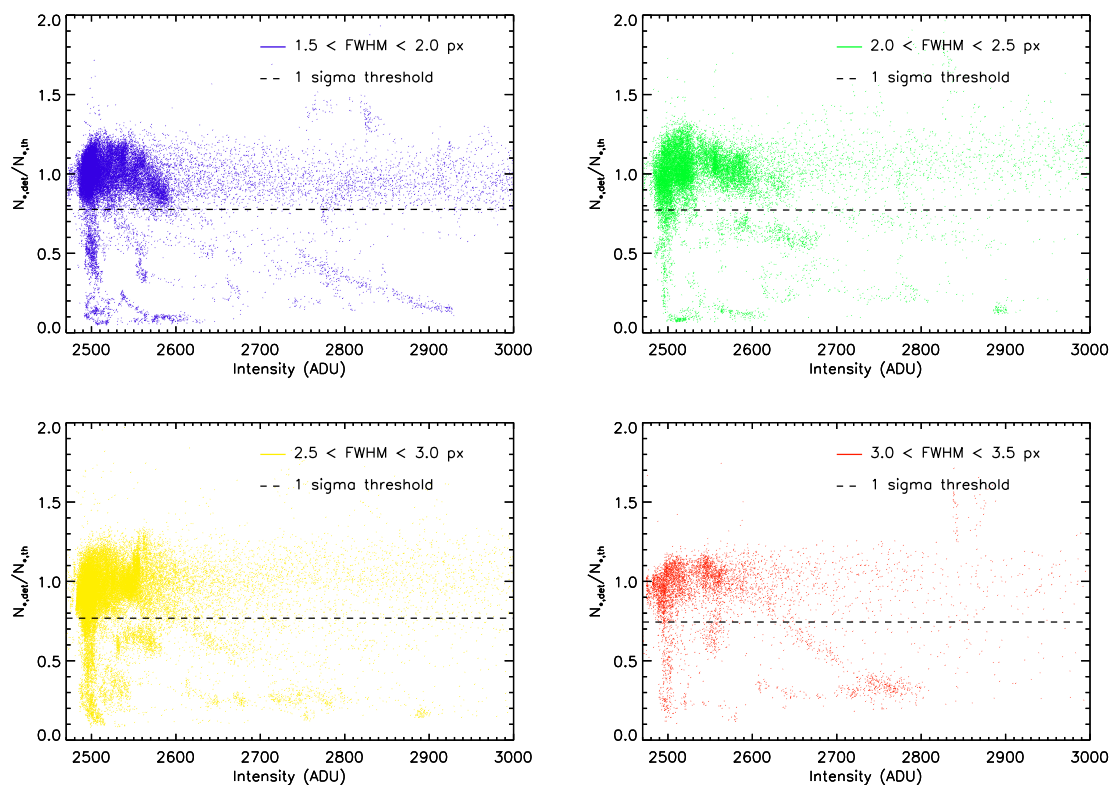 2.0
1.5
1.0
0.5
0.0
N*,det/N*,th
1.5 < FWHM < 2.0 px
1 sigma threshold
2500 2600 2700 2800 2900 3000
Intensity (ADU)
2.0
1.5
1.0
0.5
0.0
N*,det/N*,th
2.0 < FWHM < 2.5 px
1 sigma threshold
2500 2600 2700 2800 2900 3000
Intensity (ADU)
2.0
1.5
1.0
0.5
0.0
N*,det/N*,th
2.5 < FWHM < 3.0 px
1 sigma threshold
2500 2600 2700 2800 2900 3000
Intensity (ADU)
2.0
1.5
1.0
0.5
0.0
N*,det/N*,th
3.0 < FWHM < 3.5 px
1 sigma threshold
2500 2600 2700 2800 2900 3000
Intensity (ADU)